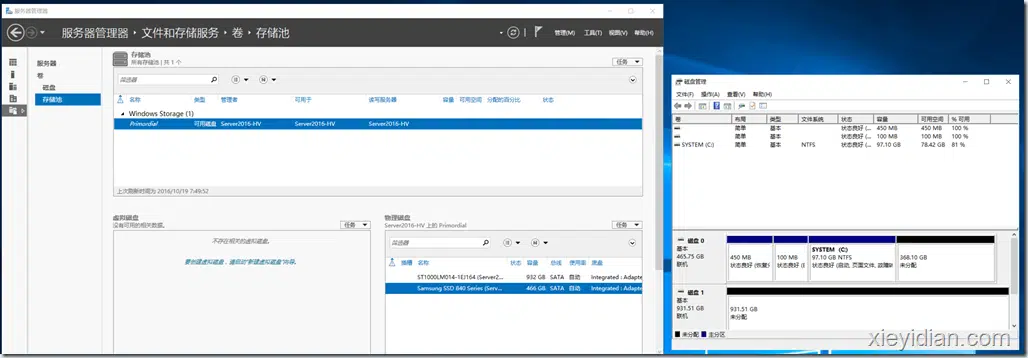 服务器管理器
服务器管理器 ‣ 文件和存储服务 ‣ 卷 ‣ 存储池
管理(M) 工具(T) 视图(V) 帮助(H)
服务器
卷
磁盘
存储池
存储池
所有存储池 | 共 1 个
任务
筛选器
名称 类型 管理者 可用于 读写服务器 容量 可用空间 分配的百分比 状态
Windows Storage (1)
Primordial 可用磁盘 Server2016-HV Server2016-HV Server2016-HV
上次刷新时间为 2016/10/19 7:49:52
虚拟磁盘
没有可用的相关数据。
任务
不存在相关的虚拟磁盘。
要创建虚拟磁盘，请启动"新建虚拟磁盘"向导。
物理磁盘
Server2016-HV 上的 Primordial
任务
筛选器
插槽 名称 状态 容量 总线 使用率 底盘
ST1000LM014-1EJ164 (Server2... 932 GB SATA 自动 Integrated : Adapte
Samsung SSD 840 Series (Serv... 466 GB SATA 自动 Integrated : Adapte
磁盘管理
文件(F) 操作(A) 查看(V) 帮助(H)
卷 布局 类型 文件系统 状态 容量 可用空间 % 可用
简单 基本 状态良好 (... 450 MB 450 MB 100 %
简单 基本 状态良好 (... 100 MB 100 MB 100 %
SYSTEM (C:) 简单 基本 NTFS 状态良好 (... 97.10 GB 78.42 GB 81 %
磁盘 0
基本
465.75 GB
联机
450 MB
状态良好 (恢复
100 MB
状态良好 (
SYSTEM (C:)
97.10 GB NTFS
状态良好 (启动, 页面文件, 故障
368.10 GB
未分配
磁盘 1
基本
931.51 GB
联机
931.51 GB
未分配
未分配 主分区
xieyidian.com